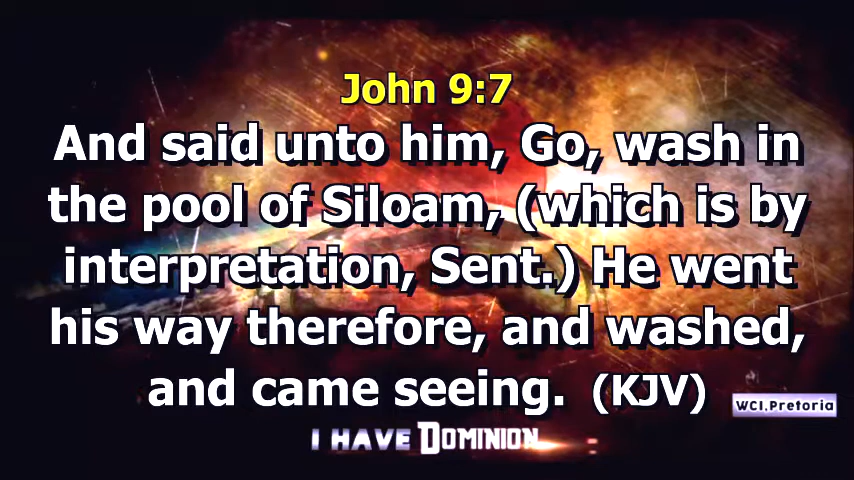 John 9:7
And said unto him, Go, wash in
the pool of Siloam, (which is by
interpretation, Sent.) He went
his way therefore, and washed,
and came seeing. (KJV)
WCI,Pretoria
I HAVE DOMINION